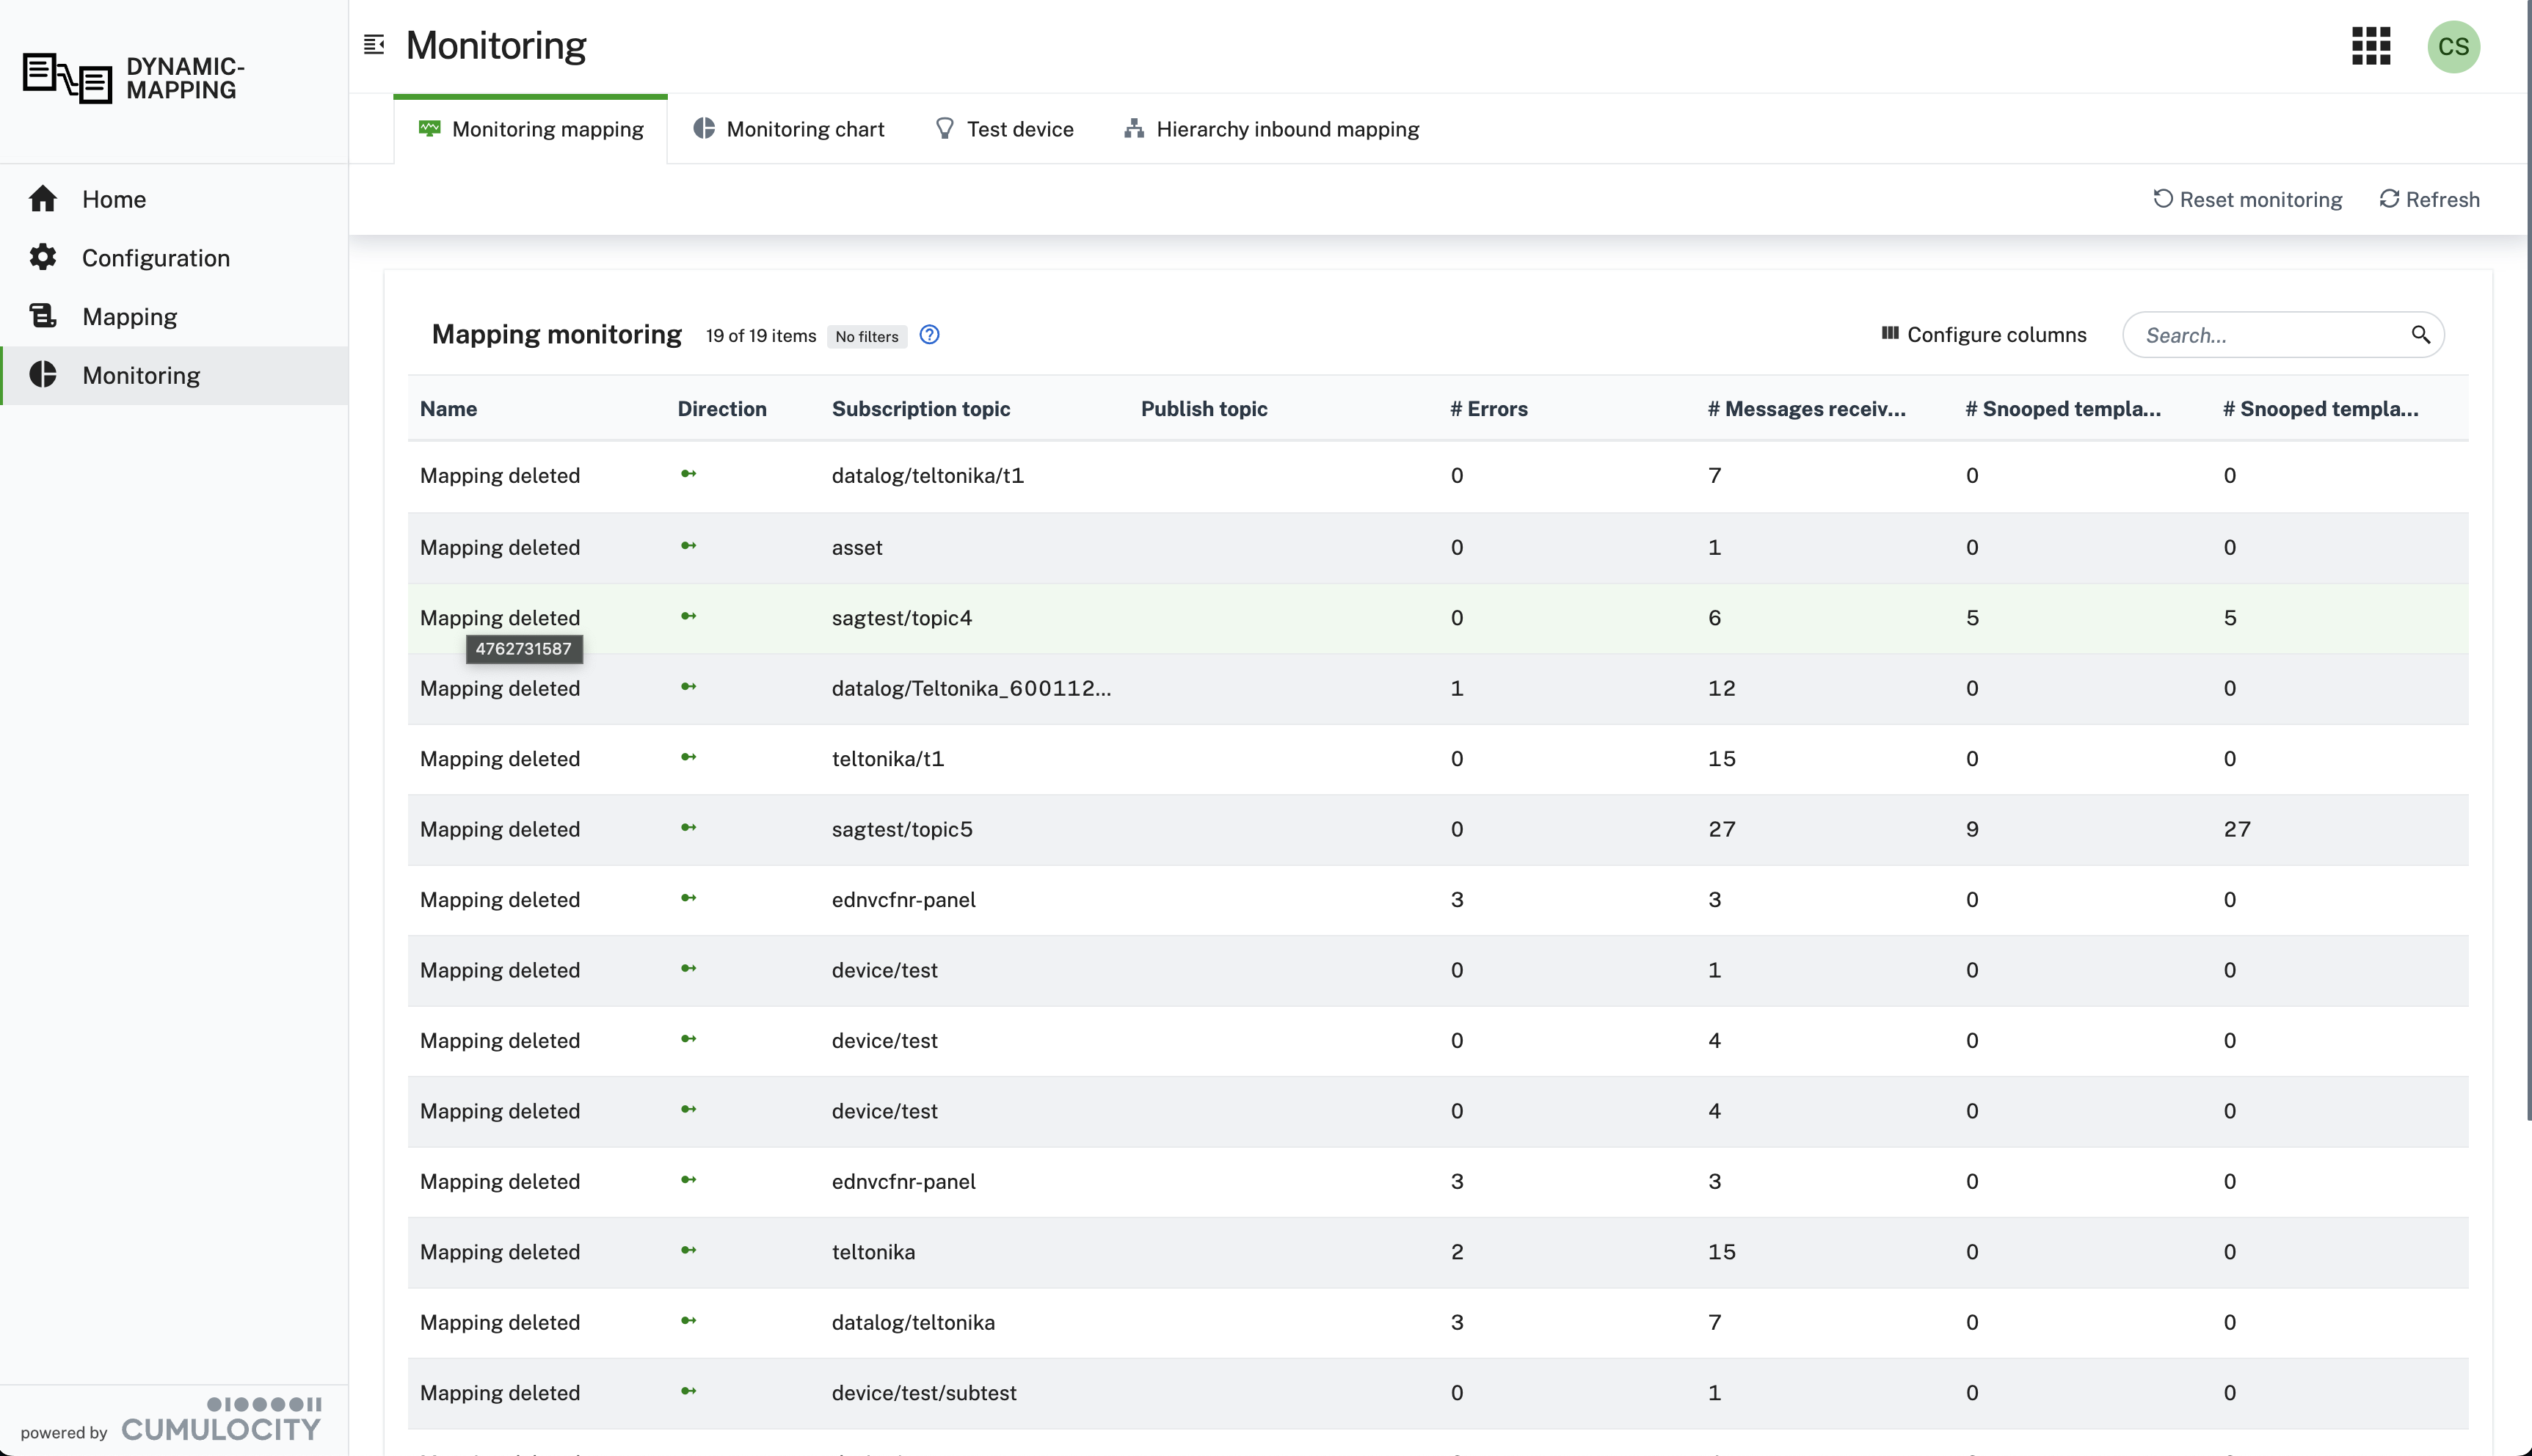 DYNAMIC-
MAPPING
Home
Configuration
Mapping
Monitoring
powered by CUMULOCITY
Monitoring
CS
Monitoring mapping Monitoring chart Test device Hierarchy inbound mapping
Reset monitoring Refresh
Mapping monitoring 19 of 19 items No filters ? Configure columns Search...
Name Direction Subscription topic Publish topic # Errors # Messages receiv... # Snooped templa... # Snooped templa...
Mapping deleted datalog/teltonika/t1 0 7 0 0
Mapping deleted asset 0 1 0 0
Mapping deleted sagtest/topic4 0 6 5 5
4762731587
Mapping deleted datalog/Teltonika_600112... 1 12 0 0
Mapping deleted teltonika/t1 0 15 0 0
Mapping deleted sagtest/topic5 0 27 9 27
Mapping deleted ednvcfnr-panel 3 3 0 0
Mapping deleted device/test 0 1 0 0
Mapping deleted device/test 0 4 0 0
Mapping deleted device/test 0 4 0 0
Mapping deleted ednvcfnr-panel 3 3 0 0
Mapping deleted teltonika 2 15 0 0
Mapping deleted datalog/teltonika 3 7 0 0
Mapping deleted device/test/subtest 0 1 0 0